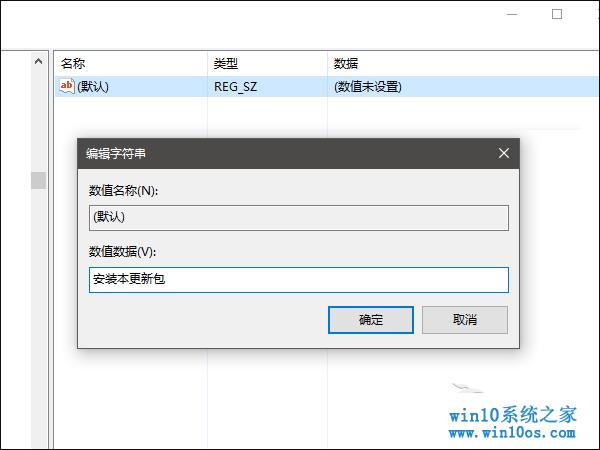 名称 类型 数据
ab (默认) REG_SZ (数值未设置)
编辑字符串
数值名称(N):
(默认)
数值数据(V):
安装本更新包
确定 取消
win10系统之家
www.win10os.com